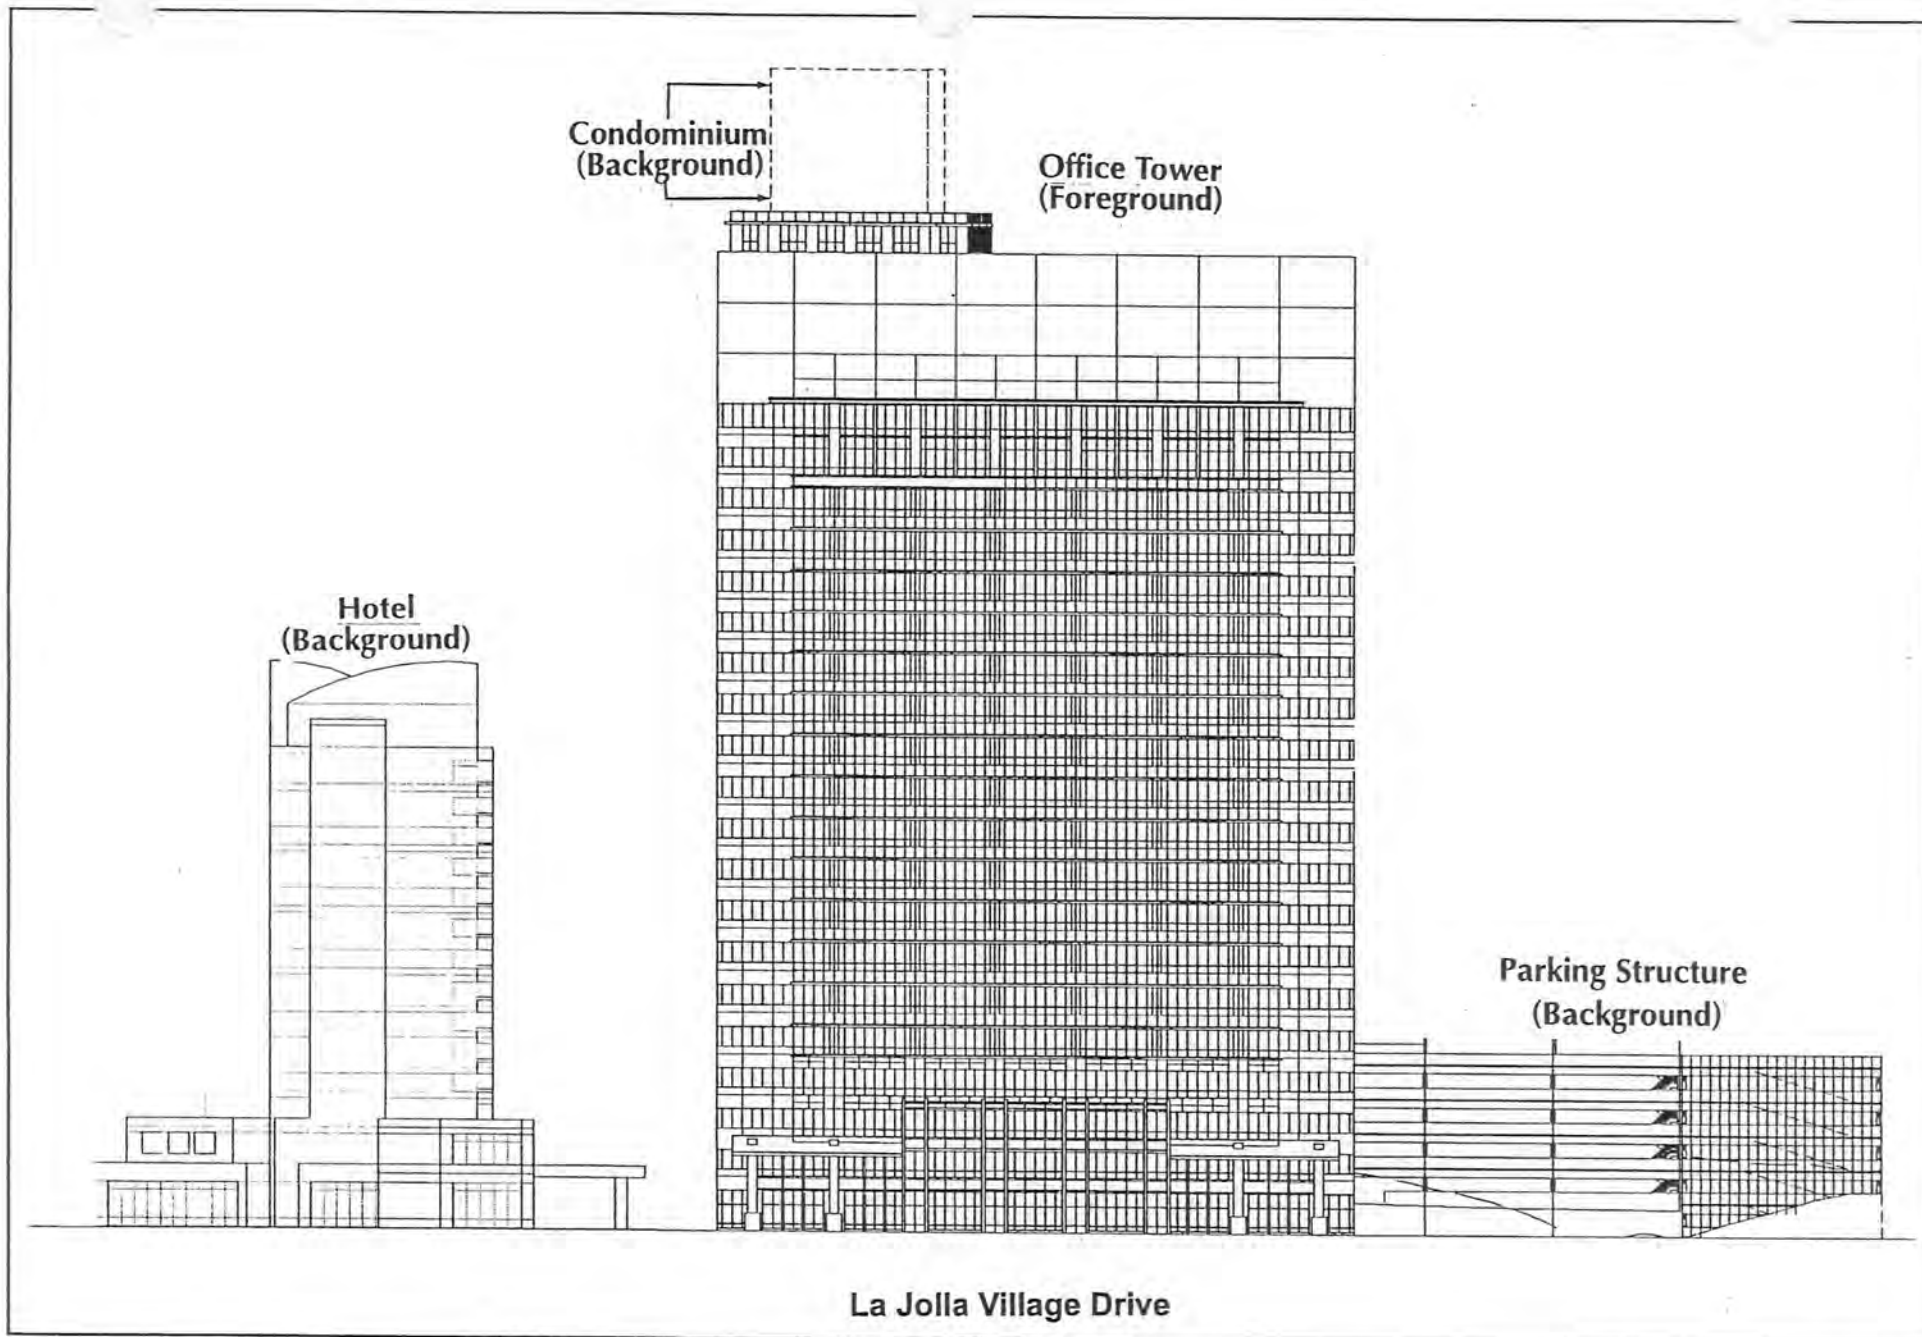 Condominium
(Background)
Office Tower
(Foreground)
Hotel
(Background)
Parking Structure
(Background)
La Jolla Village Drive